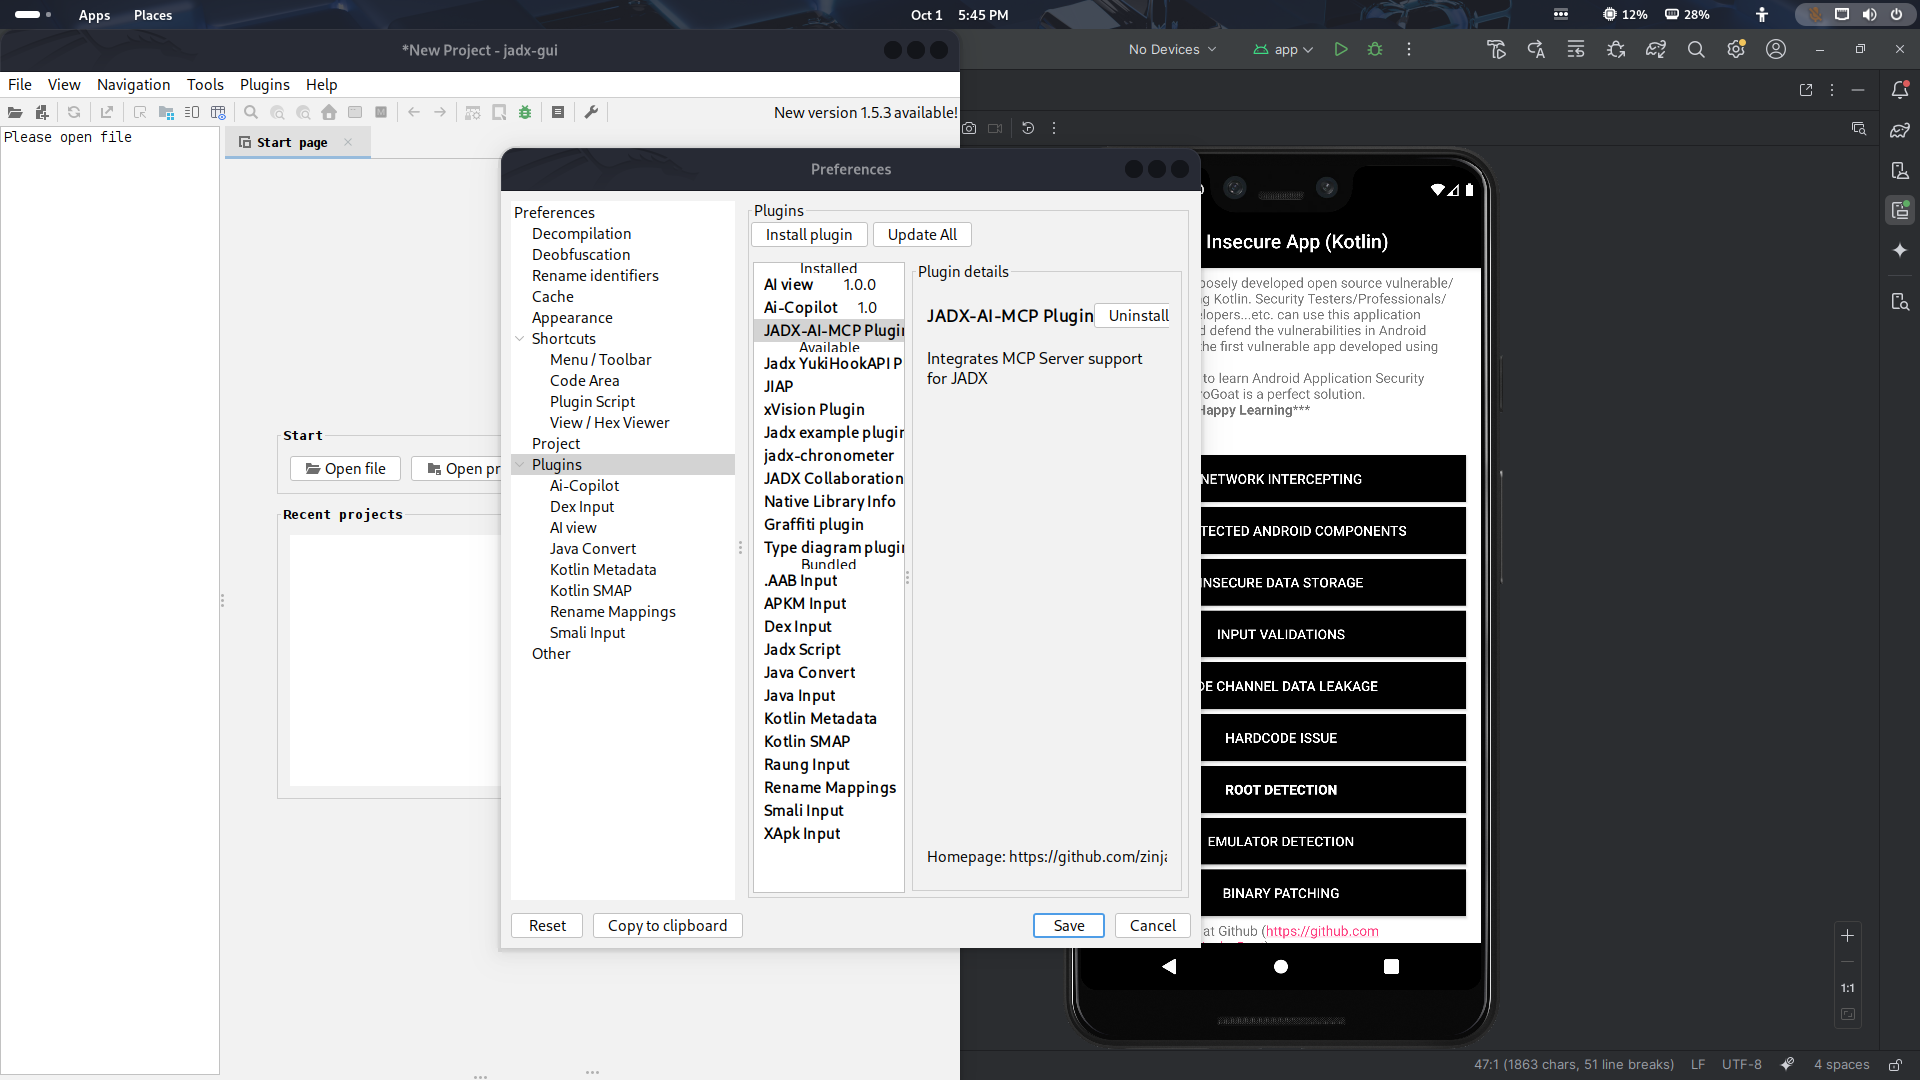 Apps Places
Oct 1 5:45 PM
12% 28%
*New Project - jadx-gui
File View Navigation Tools Plugins Help
New version 1.5.3 available!
Please open file
Start page
Start
Open file
Open pr
Recent projects
No Devices
app
Preferences
Preferences
Decompilation
Deobfuscation
Rename identifiers
Cache
Appearance
Shortcuts
Menu / Toolbar
Code Area
Plugin Script
View / Hex Viewer
Project
Plugins
Ai-Copilot
Dex Input
AI view
Java Convert
Kotlin Metadata
Kotlin SMAP
Rename Mappings
Smali Input
Other
Plugins
Install plugin
Update All
Installed
AI view 1.0.0
Ai-Copilot 1.0
JADX-AI-MCP Plugin
Available
Jadx YukiHookAPI P
JIAP
xVision Plugin
Jadx example plugin
jadx-chronometer
JADX Collaboration
Native Library Info
Graffiti plugin
Type diagram plugin
Bundled
.AAB Input
APKM Input
Dex Input
Jadx Script
Java Convert
Java Input
Kotlin Metadata
Kotlin SMAP
Raung Input
Rename Mappings
Smali Input
XApk Input
Plugin details
JADX-AI-MCP Plugin
Uninstall
Integrates MCP Server support
for JADX
Homepage: https://github.com/zinja
Reset
Copy to clipboard
Save
Cancel
Insecure App (Kotlin)
posely developed open source vulnerable/
g Kotlin. Security Testers/Professionals/
lopers...etc. can use this application
d defend the vulnerabilities in Android
he first vulnerable app developed using
to learn Android Application Security
oGoat is a perfect solution.
Happy Learning***
NETWORK INTERCEPTING
TECTED ANDROID COMPONENTS
INSECURE DATA STORAGE
INPUT VALIDATIONS
DE CHANNEL DATA LEAKAGE
HARDCODE ISSUE
ROOT DETECTION
EMULATOR DETECTION
BINARY PATCHING
at Github (https://github.com
1:1
47:1 (1863 chars, 51 line breaks) LF UTF-8 4 spaces